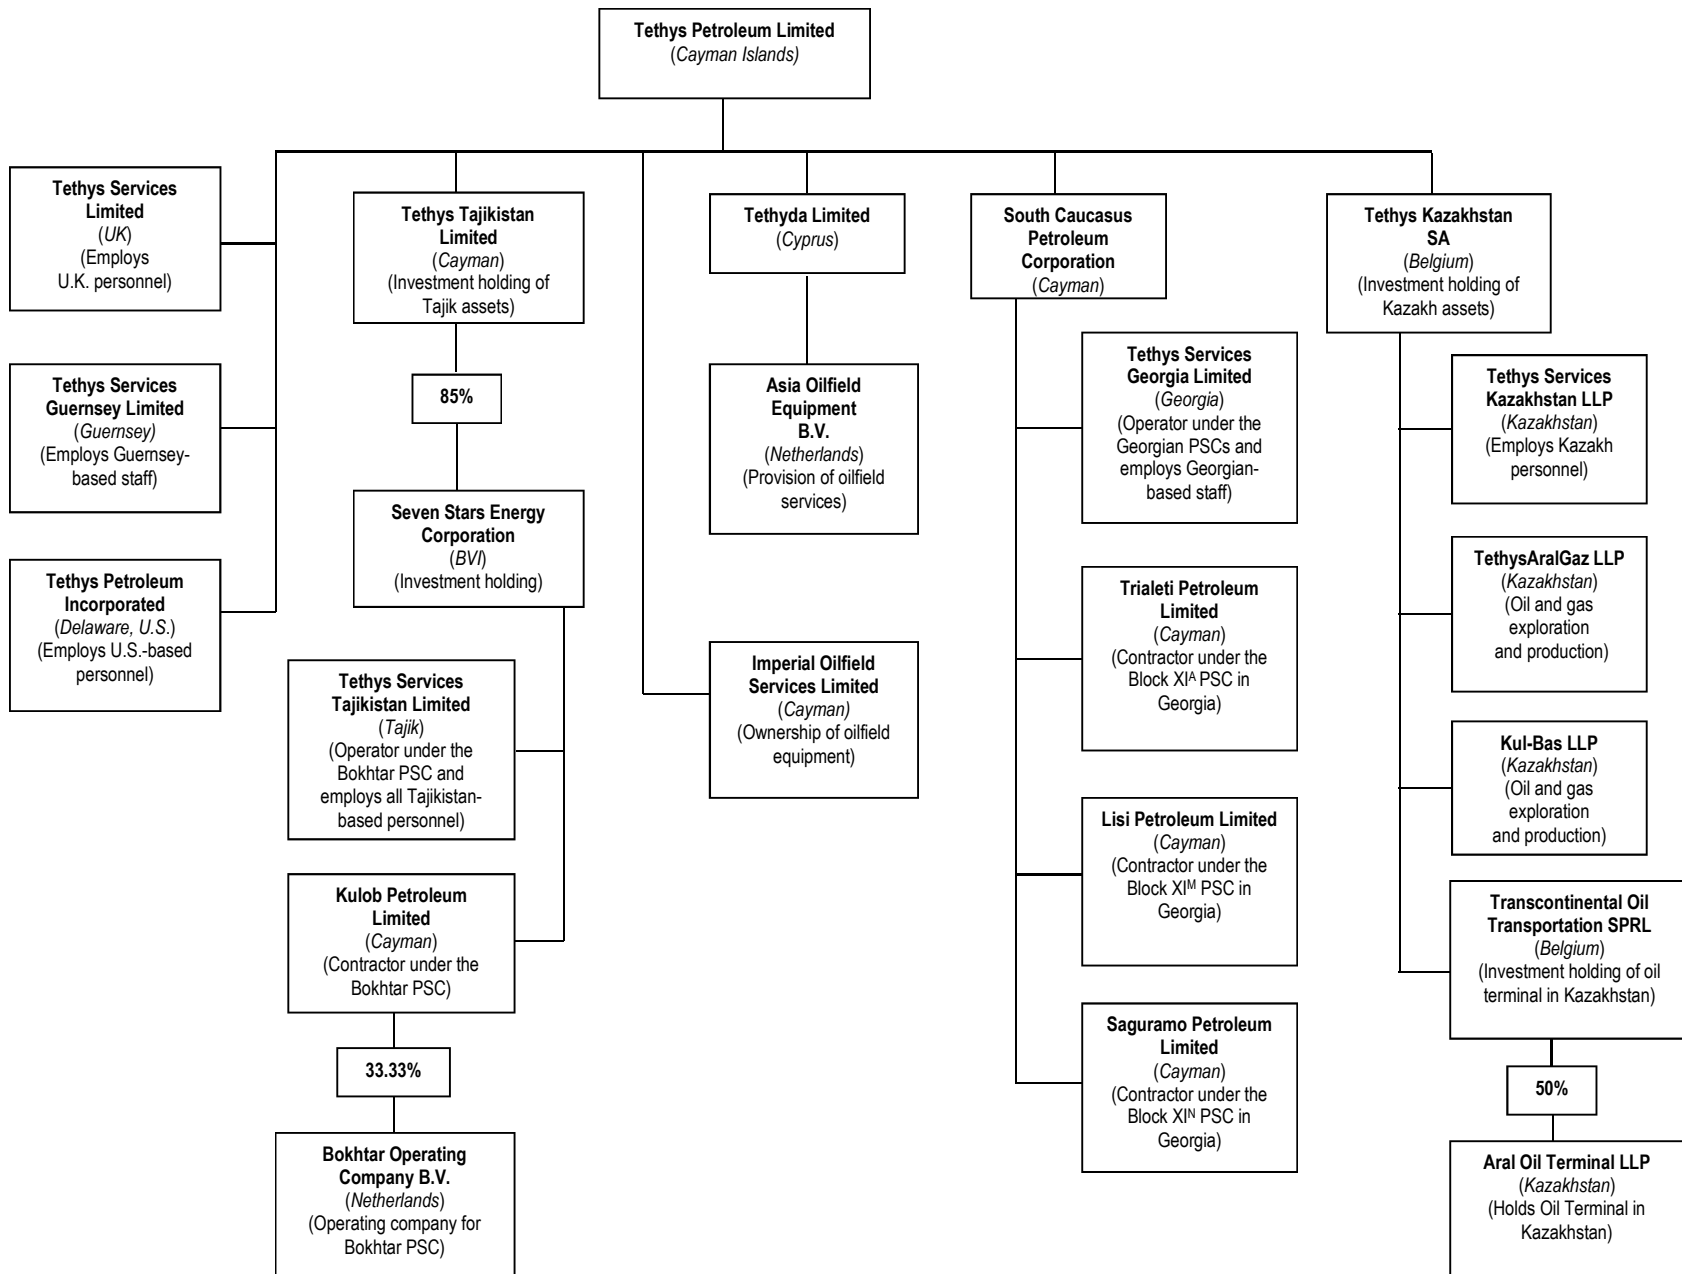 Tethys Petroleum Limited
(Cayman Islands)
Tethys Services
Limited
(UK)
(Employs
U.K. personnel)
Tethys Services
Guernsey Limited
(Guernsey)
(Employs Guernsey-
based staff)
Tethys Petroleum
Incorporated
(Delaware, U.S.)
(Employs U.S.-based
personnel)
Tethys Tajikistan
Limited
(Cayman)
(Investment holding of
Tajik assets)
85%
Seven Stars Energy
Corporation
(BVI)
(Investment holding)
Tethys Services
Tajikistan Limited
(Tajik)
(Operator under the
Bokhtar PSC and
employs all Tajikistan-
based personnel)
Kulob Petroleum
Limited
(Cayman)
(Contractor under the
Bokhtar PSC)
33.33%
Bokhtar Operating
Company B.V.
(Netherlands)
(Operating company for
Bokhtar PSC)
Tethyda Limited
(Cyprus)
Asia Oilfield
Equipment
B.V.
(Netherlands)
(Provision of oilfield
services)
Imperial Oilfield
Services Limited
(Cayman)
(Ownership of oilfield
equipment)
South Caucasus
Petroleum
Corporation
(Cayman)
Tethys Services
Georgia Limited
(Georgia)
(Operator under the
Georgian PSCs and
employs Georgian-
based staff)
Trialeti Petroleum
Limited
(Cayman)
(Contractor under the
Block XIᴬ PSC in
Georgia)
Lisi Petroleum Limited
(Cayman)
(Contractor under the
Block XIᴹ PSC in
Georgia)
Saguramo Petroleum
Limited
(Cayman)
(Contractor under the
Block XIᴺ PSC in
Georgia)
Tethys Kazakhstan
SA
(Belgium)
(Investment holding of
Kazakh assets)
Tethys Services
Kazakhstan LLP
(Kazakhstan)
(Employs Kazakh
personnel)
TethysAralGaz LLP
(Kazakhstan)
(Oil and gas
exploration
and production)
Kul-Bas LLP
(Kazakhstan)
(Oil and gas
exploration
and production)
Transcontinental Oil
Transportation SPRL
(Belgium)
(Investment holding of oil
terminal in Kazakhstan)
50%
Aral Oil Terminal LLP
(Kazakhstan)
(Holds Oil Terminal in
Kazakhstan)